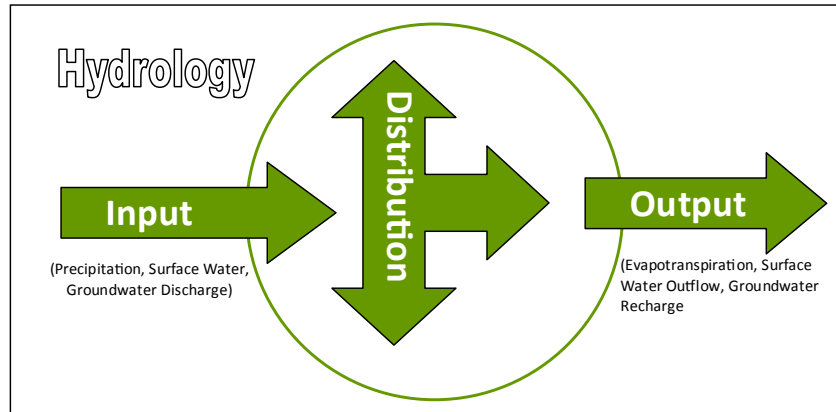 Hydrology
Distribution
Input
Output
(Precipitation, Surface Water,
Groundwater Discharge)
(Evapotranspiration, Surface
Water Outflow, Groundwater
Recharge